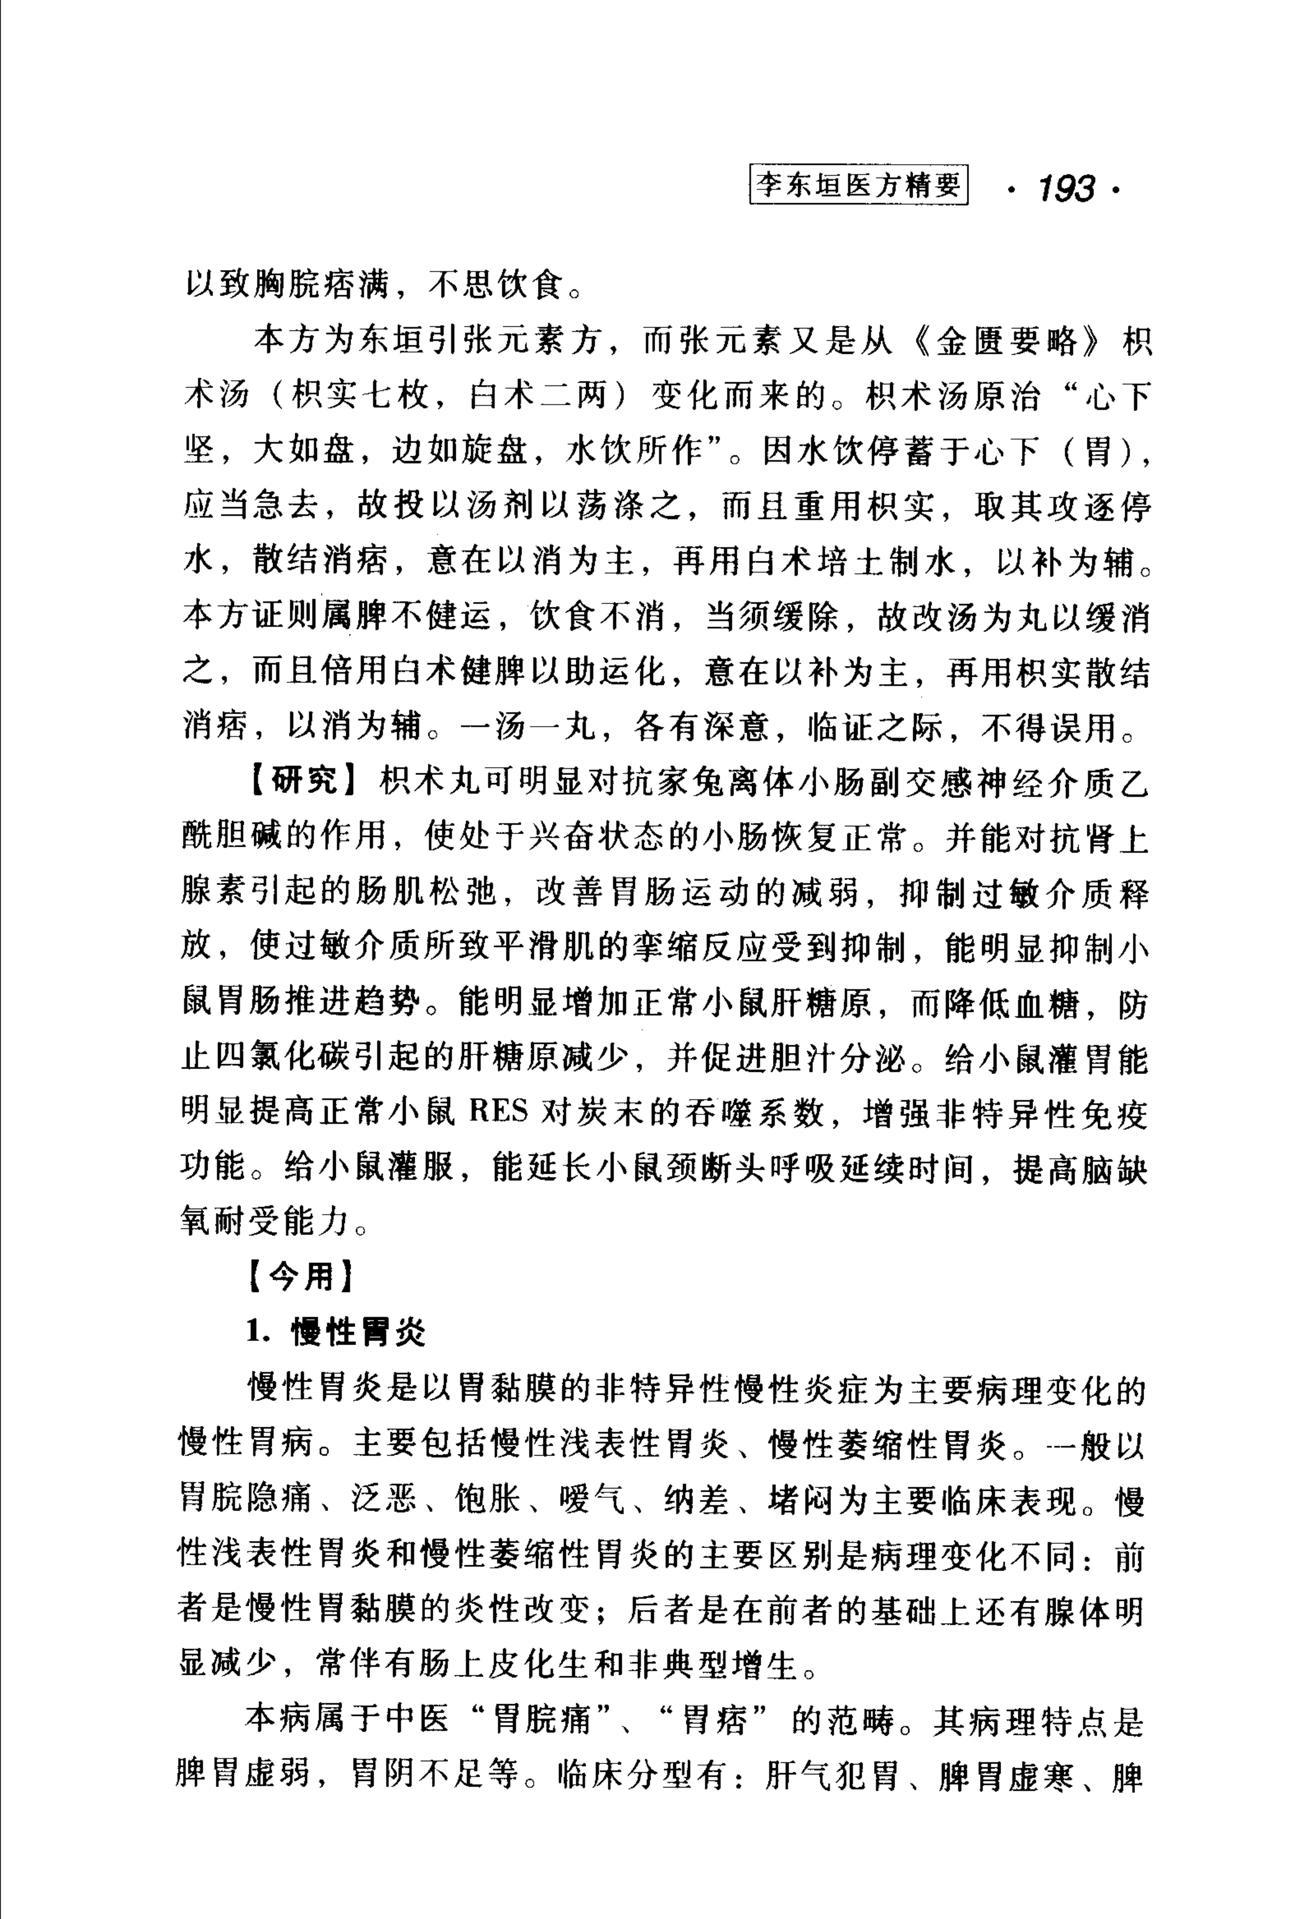 李东垣医方精要 · 193 ·
以致胸脘痞满，不思饮食。
本方为东垣引张元素方，而张元素又是从《金匮要略》枳
术汤（枳实七枚，白术二两）变化而来的。枳术汤原治“心下
坚，大如盘，边如旋盘，水饮所作”。因水饮停蓄于心下（胃），
应当急去，故投以汤剂以荡涤之，而且重用枳实，取其攻逐停
水，散结消痞，意在以消为主，再用白术培土制水，以补为辅。
本方证则属脾不健运，饮食不消，当须缓除，故改汤为丸以缓消
之，而且倍用白术健脾以助运化，意在以补为主，再用枳实散结
消痞，以消为辅。一汤一丸，各有深意，临证之际，不得误用。
【研究】枳术丸可明显对抗家兔离体小肠副交感神经介质乙
酰胆碱的作用，使处于兴奋状态的小肠恢复正常。并能对抗肾上
腺素引起的肠肌松弛，改善胃肠运动的减弱，抑制过敏介质释
放，使过敏介质所致平滑肌的挛缩反应受到抑制，能明显抑制小
鼠胃肠推进趋势。能明显增加正常小鼠肝糖原，而降低血糖，防
止四氯化碳引起的肝糖原减少，并促进胆汁分泌。给小鼠灌胃能
明显提高正常小鼠 RES 对炭末的吞噬系数，增强非特异性免疫
功能。给小鼠灌服，能延长小鼠颈断头呼吸延续时间，提高脑缺
氧耐受能力。
【今用】
1. 慢性胃炎
慢性胃炎是以胃黏膜的非特异性慢性炎症为主要病理变化的
慢性胃病。主要包括慢性浅表性胃炎、慢性萎缩性胃炎。一般以
胃脘隐痛、泛恶、饱胀、嗳气、纳差、堵闷为主要临床表现。慢
性浅表性胃炎和慢性萎缩性胃炎的主要区别是病理变化不同：前
者是慢性胃黏膜的炎性改变；后者是在前者的基础上还有腺体明
显减少，常伴有肠上皮化生和非典型增生。
本病属于中医“胃脘痛”、“胃痞”的范畴。其病理特点是
脾胃虚弱，胃阴不足等。临床分型有：肝气犯胃、脾胃虚寒、脾